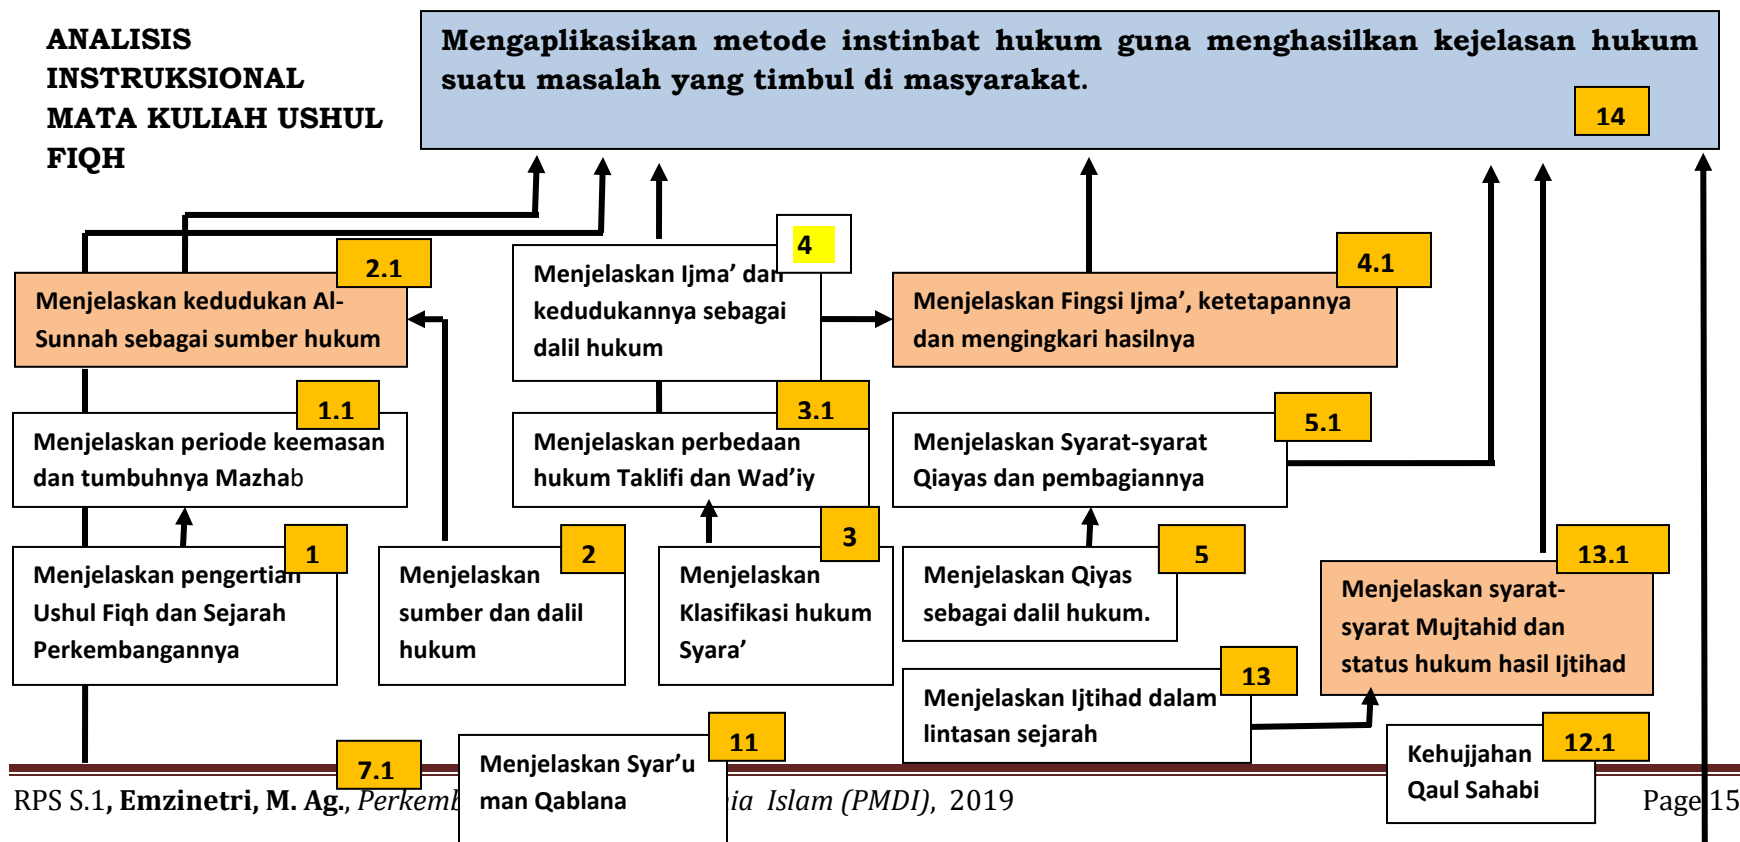 ANALISIS
INSTRUKSIONAL
MATA KULIAH USHUL
FIQH
Mengaplikasikan metode instinbat hukum guna menghasilkan kejelasan hukum
suatu masalah yang timbul di masyarakat.
14
2.1
Menjelaskan kedudukan Al-
Sunnah sebagai sumber hukum
4
Menjelaskan Ijma’ dan
kedudukannya sebagai
dalil hukum
4.1
Menjelaskan Fingsi Ijma’, ketetapannya
dan mengingkari hasilnya
1.1
Menjelaskan periode keemasan
dan tumbuhnya Mazhab
3.1
Menjelaskan perbedaan
hukum Taklifi dan Wad’iy
5.1
Menjelaskan Syarat-syarat
Qiayas dan pembagiannya
1
Menjelaskan pengertian
Ushul Fiqh dan Sejarah
Perkembangannya
2
Menjelaskan
sumber dan dalil
hukum
3
Menjelaskan
Klasifikasi hukum
Syara’
5
Menjelaskan Qiyas
sebagai dalil hukum.
13.1
Menjelaskan syarat-
syarat Mujtahid dan
status hukum hasil Ijtihad
13
Menjelaskan Ijtihad dalam
lintasan sejarah
7.1
11
Menjelaskan Syar’u
man Qablana
12.1
Kehujjahan
Qaul Sahabi
RPS S.1, Emzinetri, M. Ag., Islam (PMDI), 2019 Page 15